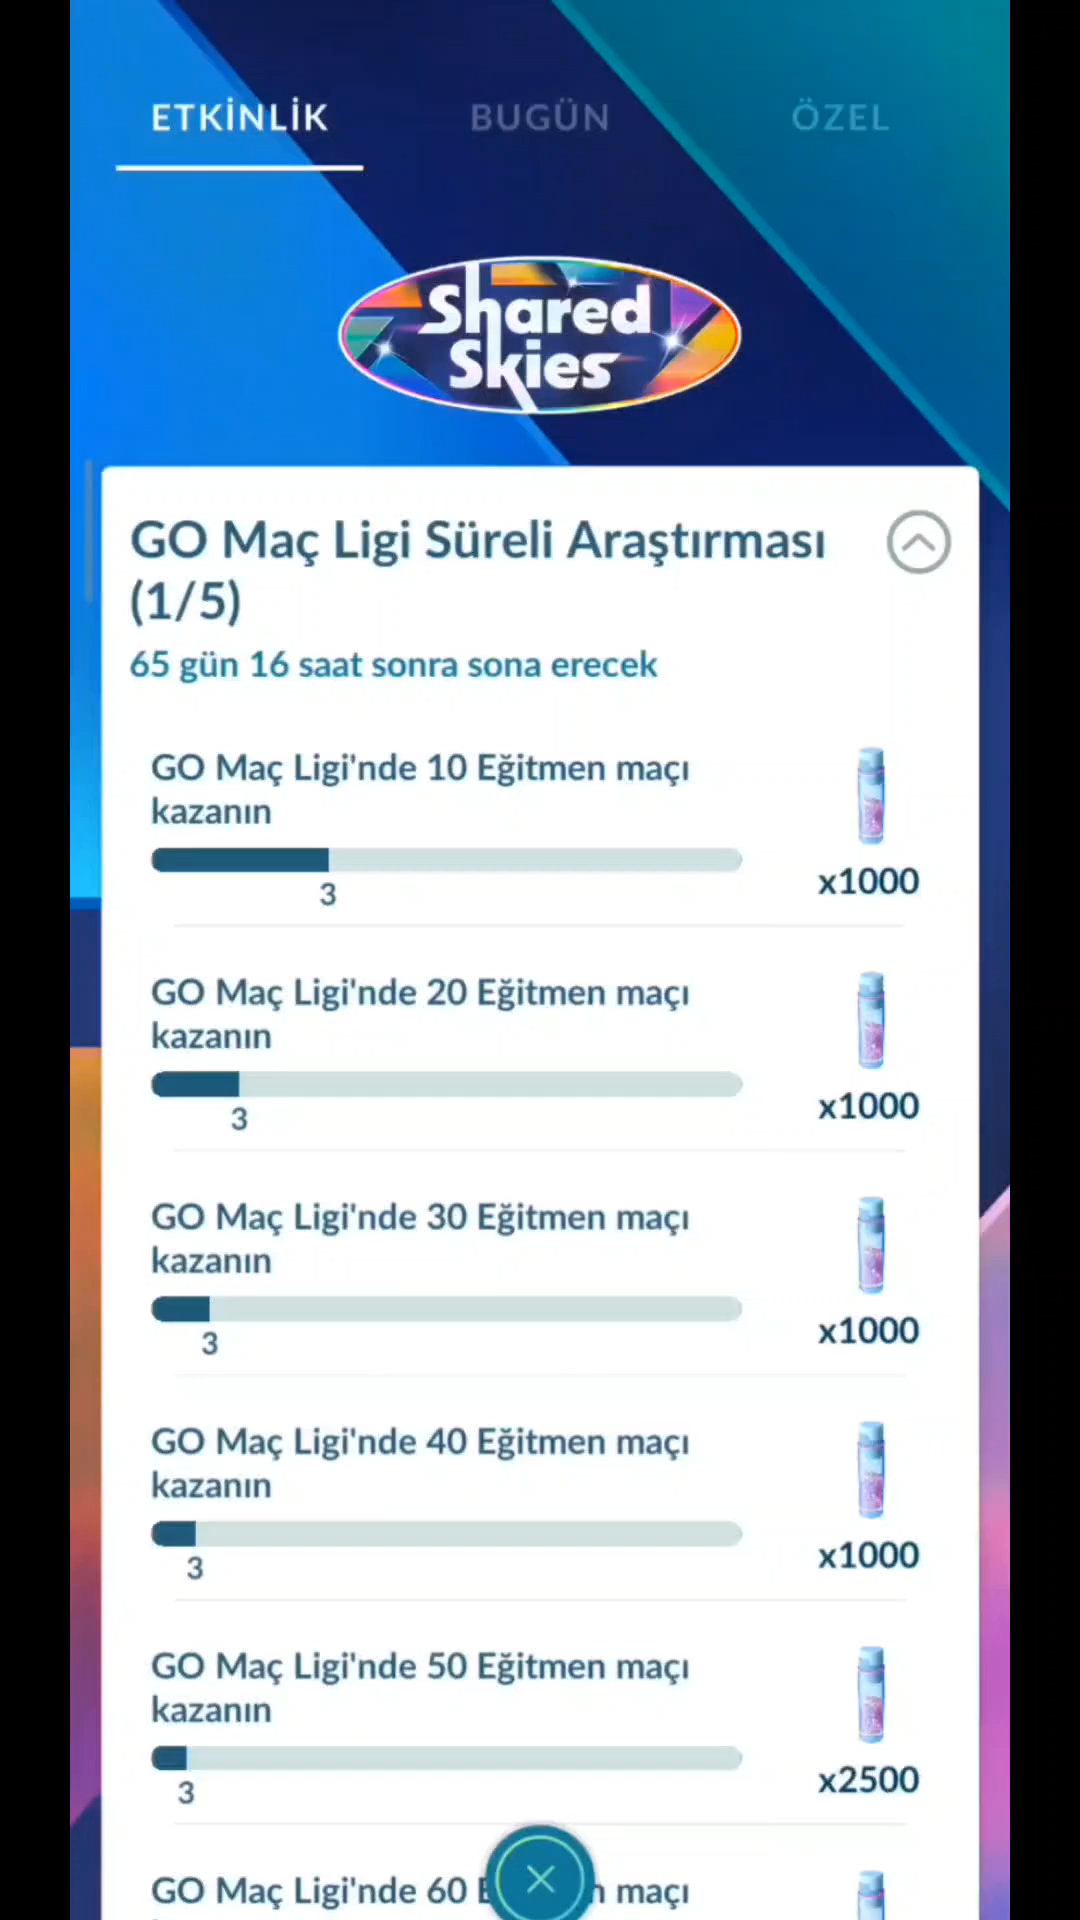 ETKİNLİK
BUGÜN
ÖZEL
Shared
Skies
GO Maç Ligi Süreli Araştırması
(1/5)
65 gün 16 saat sonra sona erecek
GO Maç Ligi'nde 10 Eğitmen maçı
kazanın
3
x1000
GO Maç Ligi'nde 20 Eğitmen maçı
kazanın
3
x1000
GO Maç Ligi'nde 30 Eğitmen maçı
kazanın
3
x1000
GO Maç Ligi'nde 40 Eğitmen maçı
kazanın
3
x1000
GO Maç Ligi'nde 50 Eğitmen maçı
kazanın
3
x2500
GO Maç Ligi'nde 60 maçı